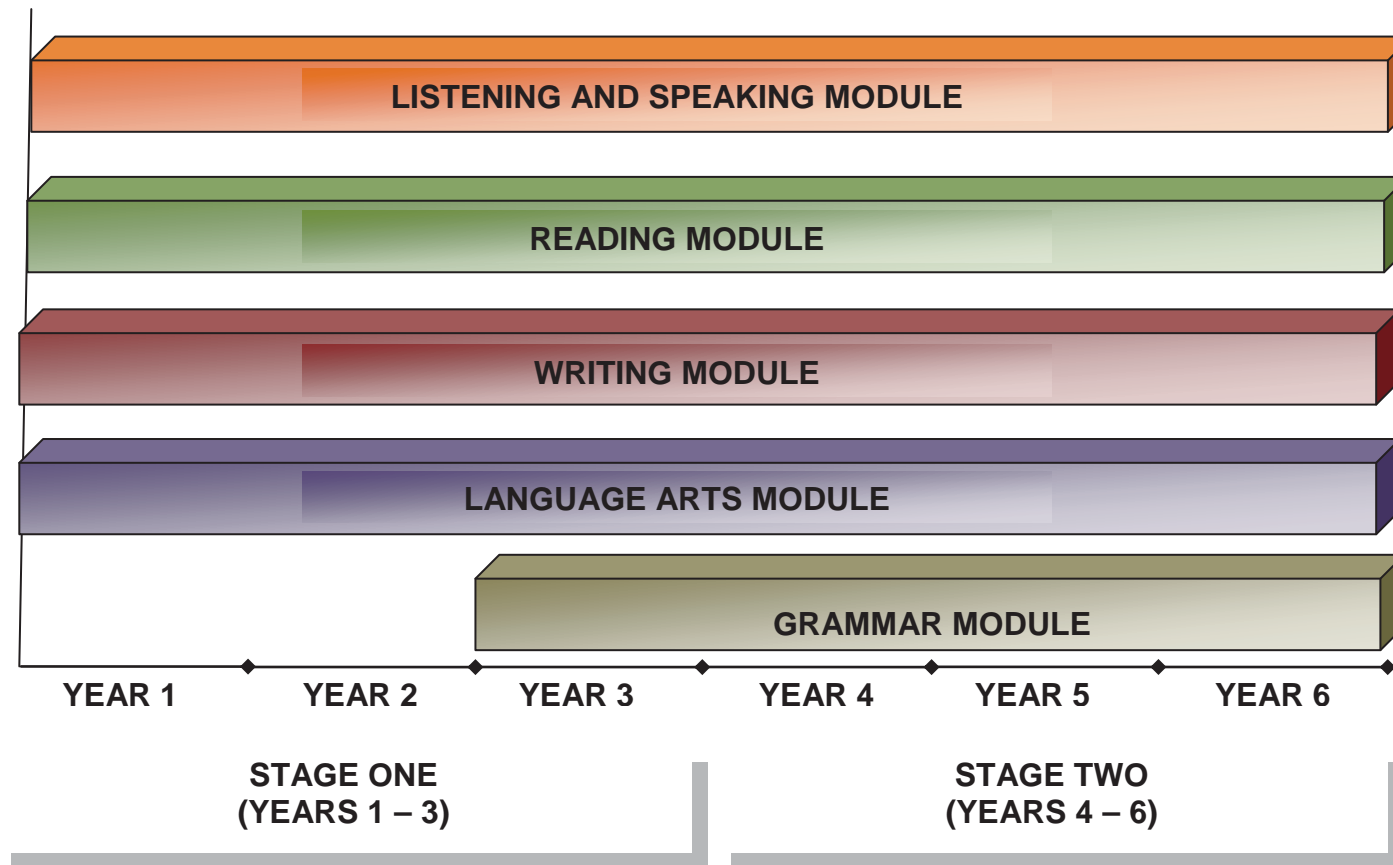 LISTENING AND SPEAKING MODULE
READING MODULE
WRITING MODULE
LANGUAGE ARTS MODULE
GRAMMAR MODULE
YEAR 1 YEAR 2 YEAR 3 YEAR 4 YEAR 5 YEAR 6
STAGE ONE
(YEARS 1 – 3)
STAGE TWO
(YEARS 4 – 6)